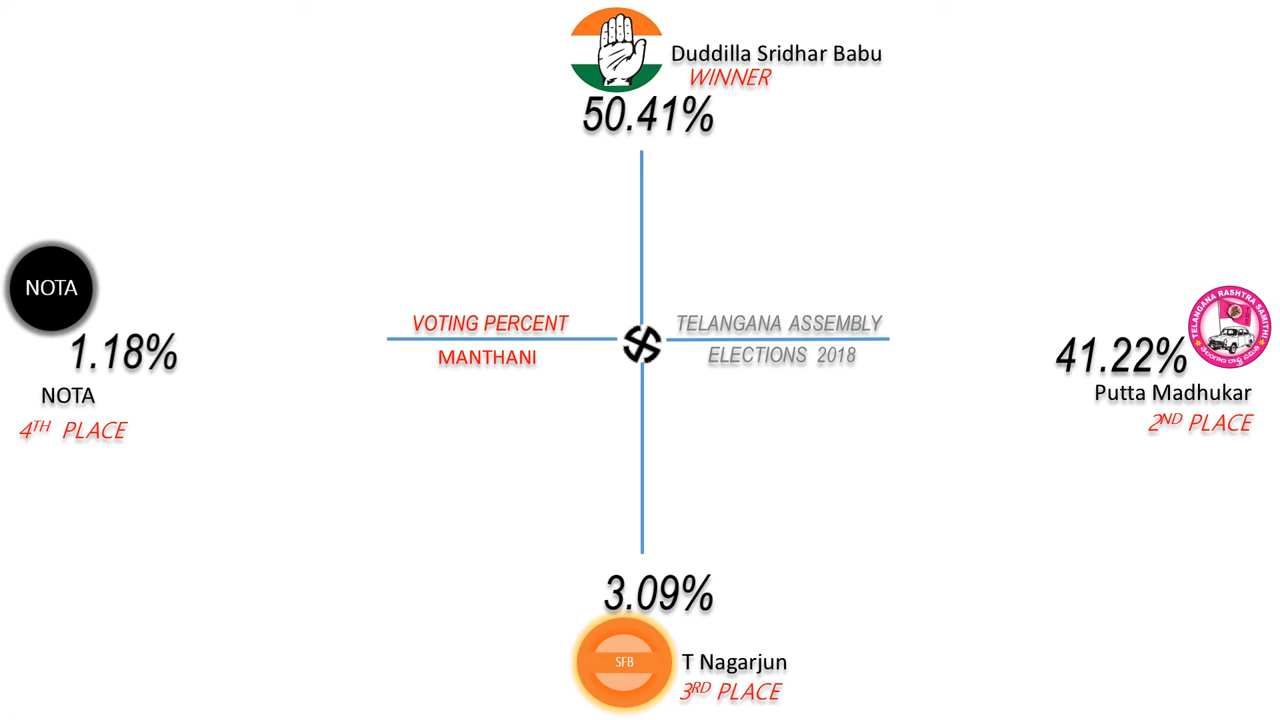 Duddilla Sridhar Babu
WINNER
50.41%
NOTA
1.18%
NOTA
4TH PLACE
VOTING PERCENT
MANTHANI
TELANGANA ASSEMBLY
ELECTIONS 2018
TELANGANA RASHTRA SAMITHI
41.22%
Putta Madhukar
2ND PLACE
3.09%
SFB
T Nagarjun
3RD PLACE